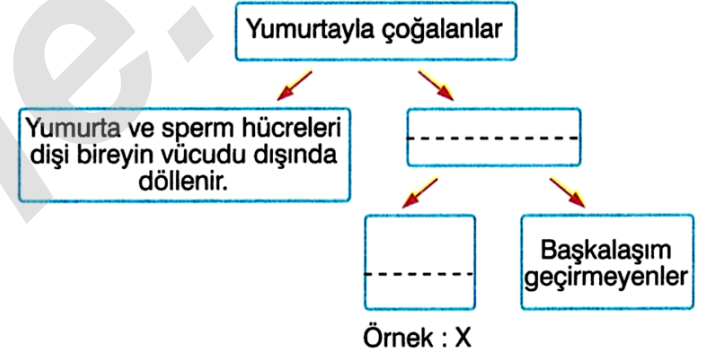 Yumurtayla çoğalanlar
Yumurta ve sperm hücreleri
dişi bireyin vücudu dışında
döllenir.
Başkalaşım
geçirmeyenler
Örnek : X